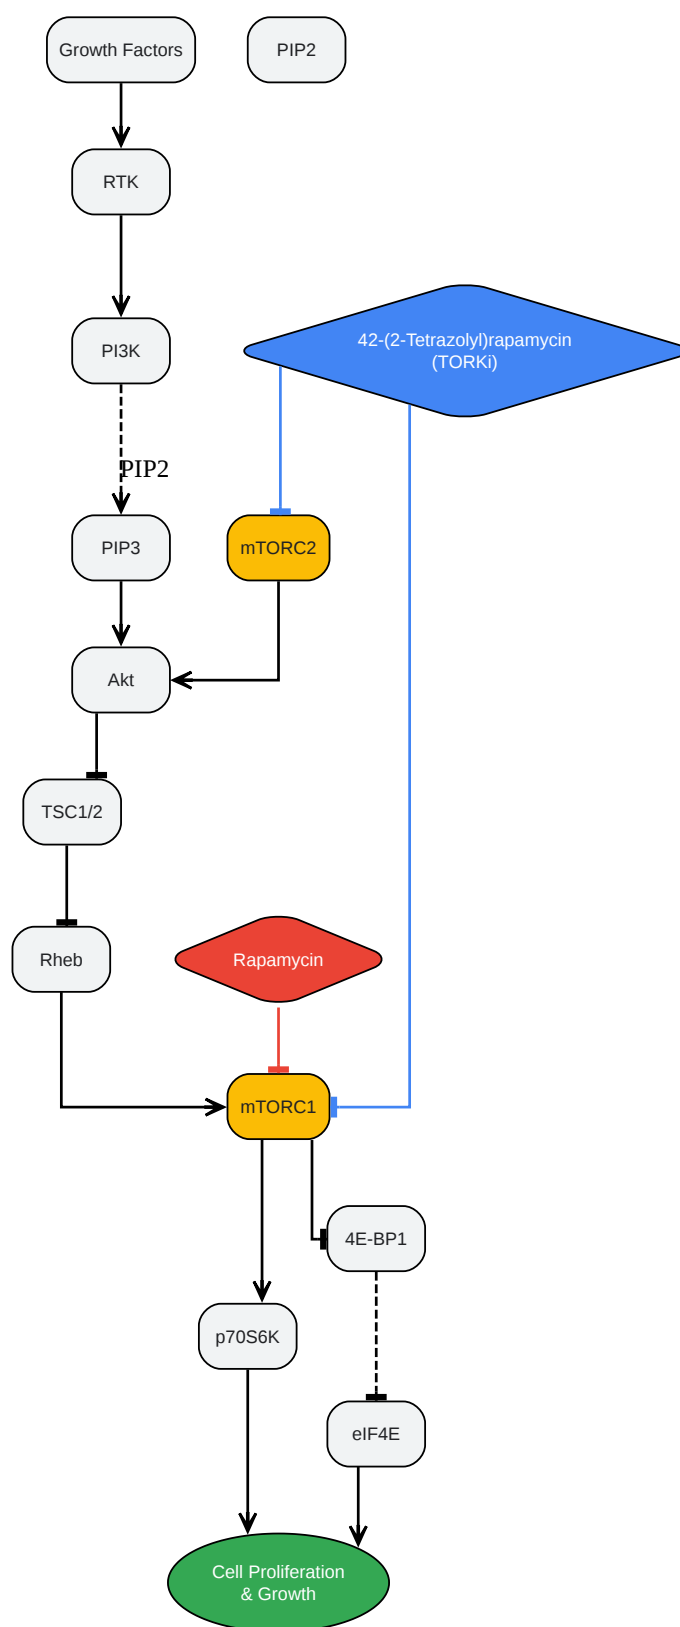 Growth Factors
PIP2
RTK
PI3K
42-(2-Tetrazolyl)rapamycin
(TORKi)
PIP2
PIP3
mTORC2
Akt
TSC1/2
Rheb
Rapamycin
mTORC1
4E-BP1
p70S6K
eIF4E
Cell Proliferation
& Growth